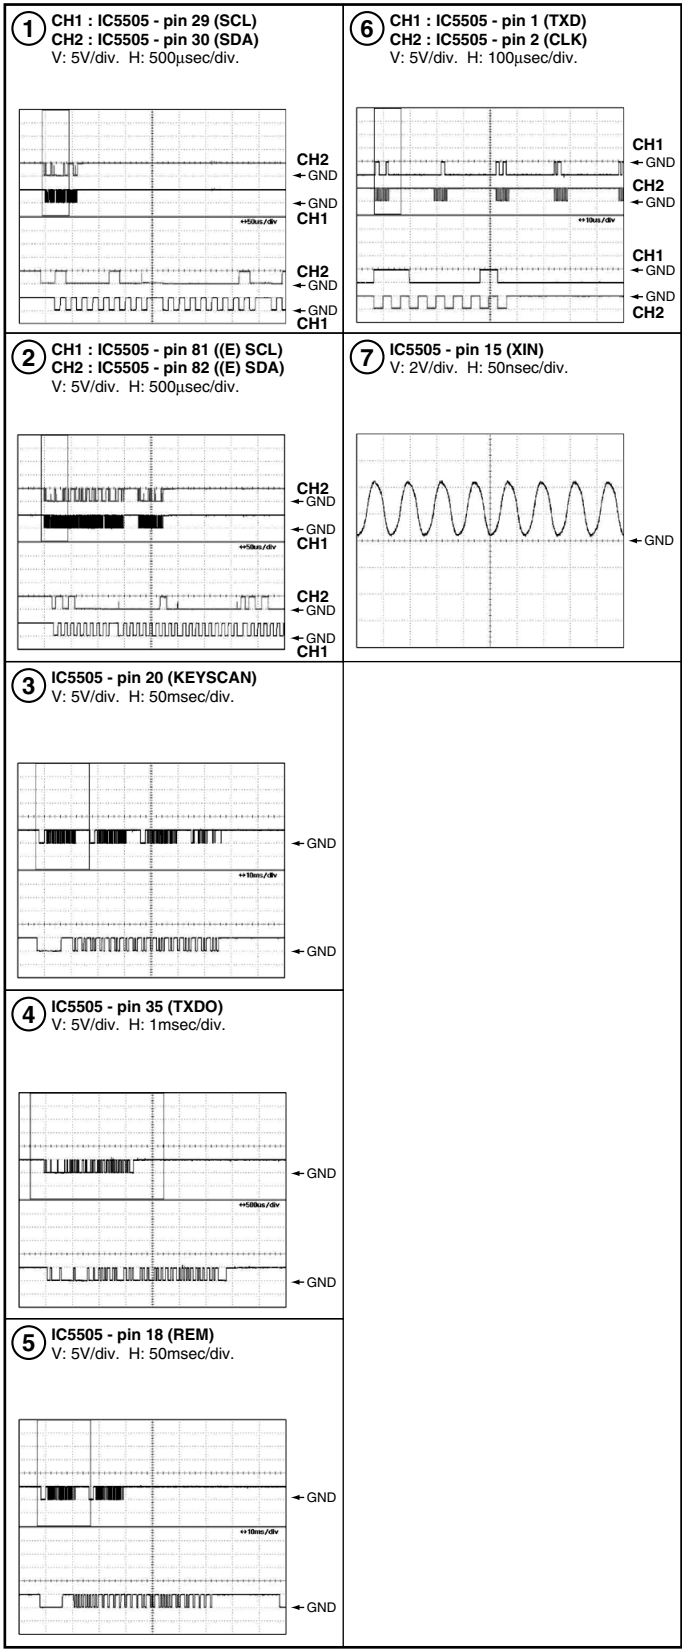 1 CH1 : IC5505 - pin 29 (SCL)
CH2 : IC5505 - pin 30 (SDA)
V: 5V/div. H: 500μsec/div.
CH2
GND
GND
CH1
↔50us/div
CH2
GND
GND
CH1
2 CH1 : IC5505 - pin 81 ((E) SCL)
CH2 : IC5505 - pin 82 ((E) SDA)
V: 5V/div. H: 500μsec/div.
CH2
GND
GND
CH1
↔50us/div
CH2
GND
GND
CH1
3 IC5505 - pin 20 (KEYSCAN)
V: 5V/div. H: 50msec/div.
GND
↔10ms/div
GND
4 IC5505 - pin 35 (TXDO)
V: 5V/div. H: 1msec/div.
GND
↔500us/div
GND
5 IC5505 - pin 18 (REM)
V: 5V/div. H: 50msec/div.
GND
↔10ms/div
GND
6 CH1 : IC5505 - pin 1 (TXD)
CH2 : IC5505 - pin 2 (CLK)
V: 5V/div. H: 100μsec/div.
CH1
GND
CH2
GND
↔10us/div
CH1
GND
GND
CH2
7 IC5505 - pin 15 (XIN)
V: 2V/div. H: 50nsec/div.
GND